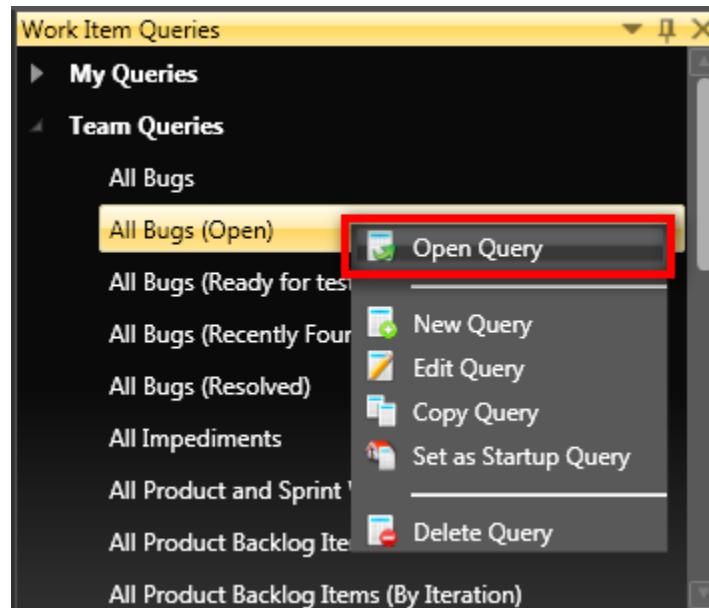 Work Item Queries
My Queries
Team Queries
All Bugs
All Bugs (Open)
All Bugs (Ready for test
All Bugs (Recently Four
All Bugs (Resolved)
All Impediments
All Product and Sprint
All Product Backlog Ite
All Product Backlog Items (By Iteration)
Open Query
New Query
Edit Query
Copy Query
Set as Startup Query
Delete Query